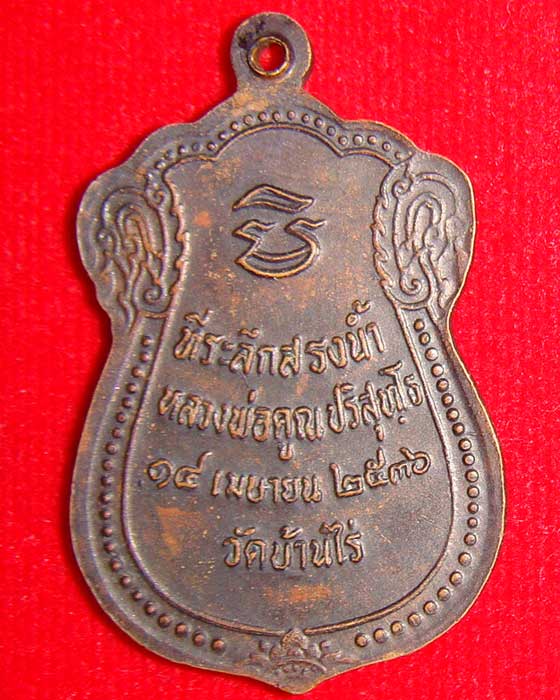 ที่ระลึกสรงน้ำ
หลวงพ่อคูณ ปริสุทฺโธ
๑๔ เมษายน ๒๕๓๖
วัดบ้านไร่